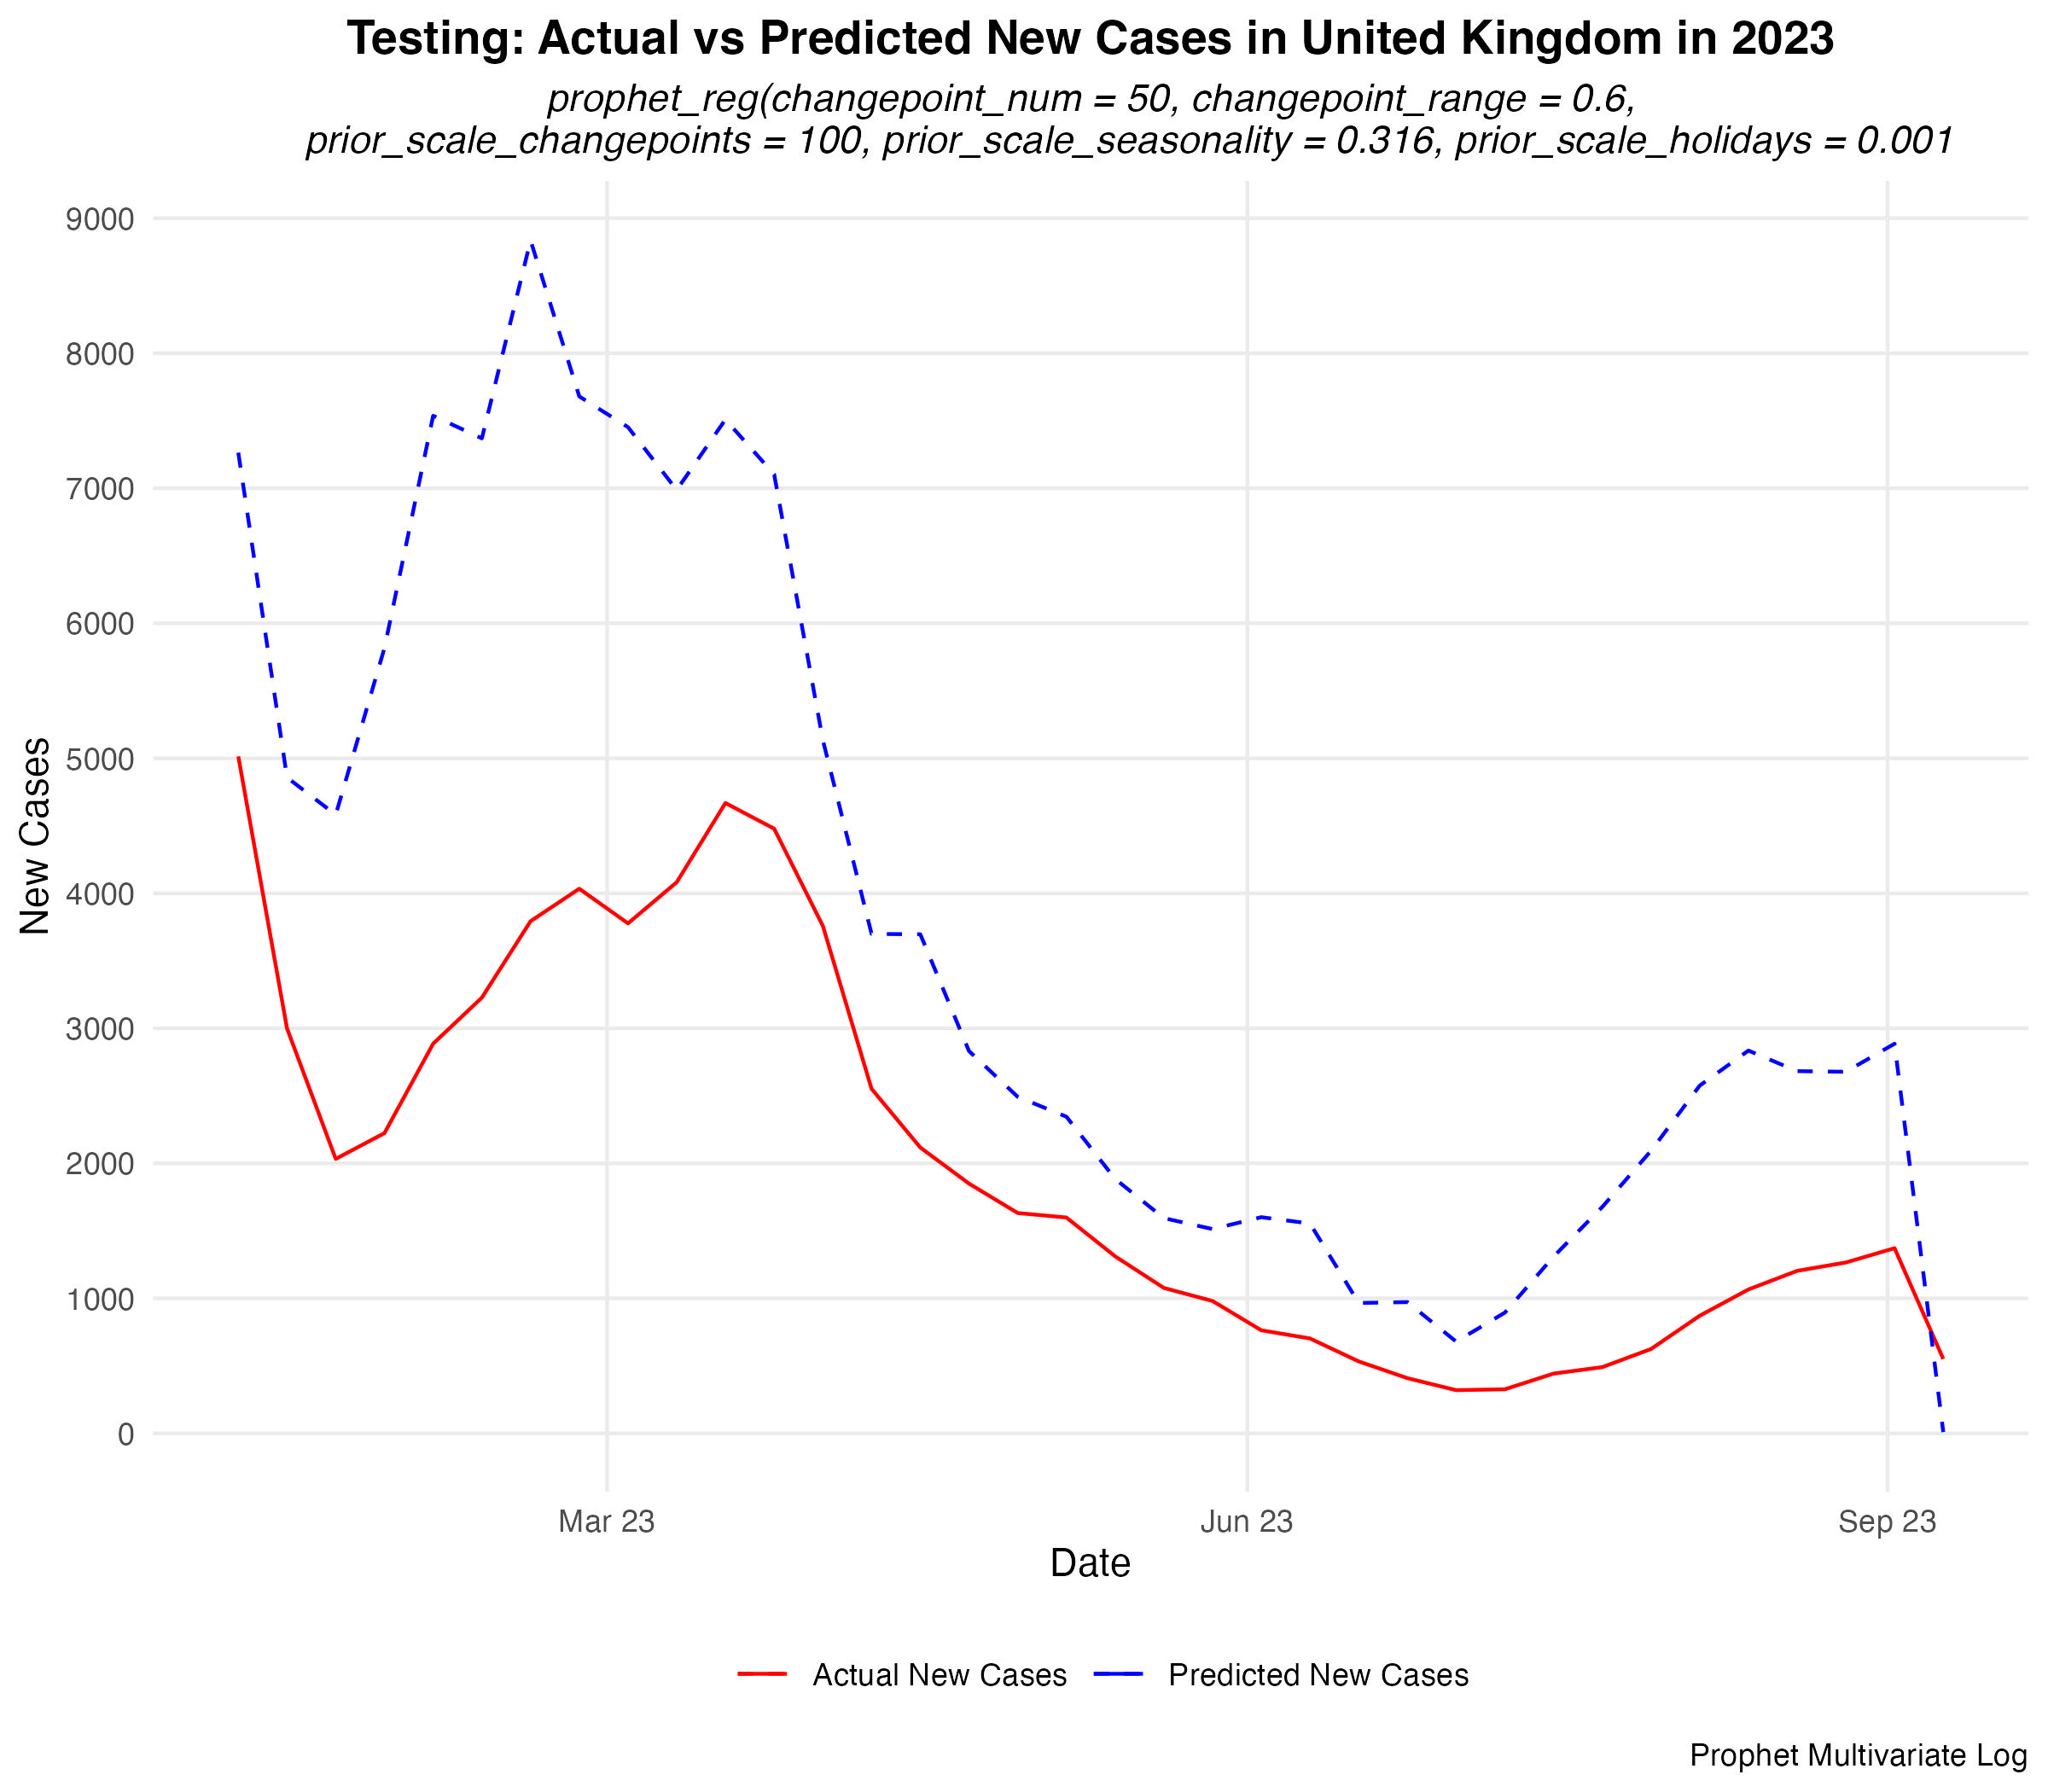 Testing: Actual vs Predicted New Cases in United Kingdom in 2023
prophet_reg(changepoint_num = 50, changepoint_range = 0.6,
prior_scale_changepoints = 100, prior_scale_seasonality = 0.316, prior_scale_holidays = 0.001
9000
8000
7000
6000
5000
4000
3000
2000
1000
0
New Cases
Mar 23
Jun 23
Sep 23
Date
Actual New Cases
Predicted New Cases
Prophet Multivariate Log